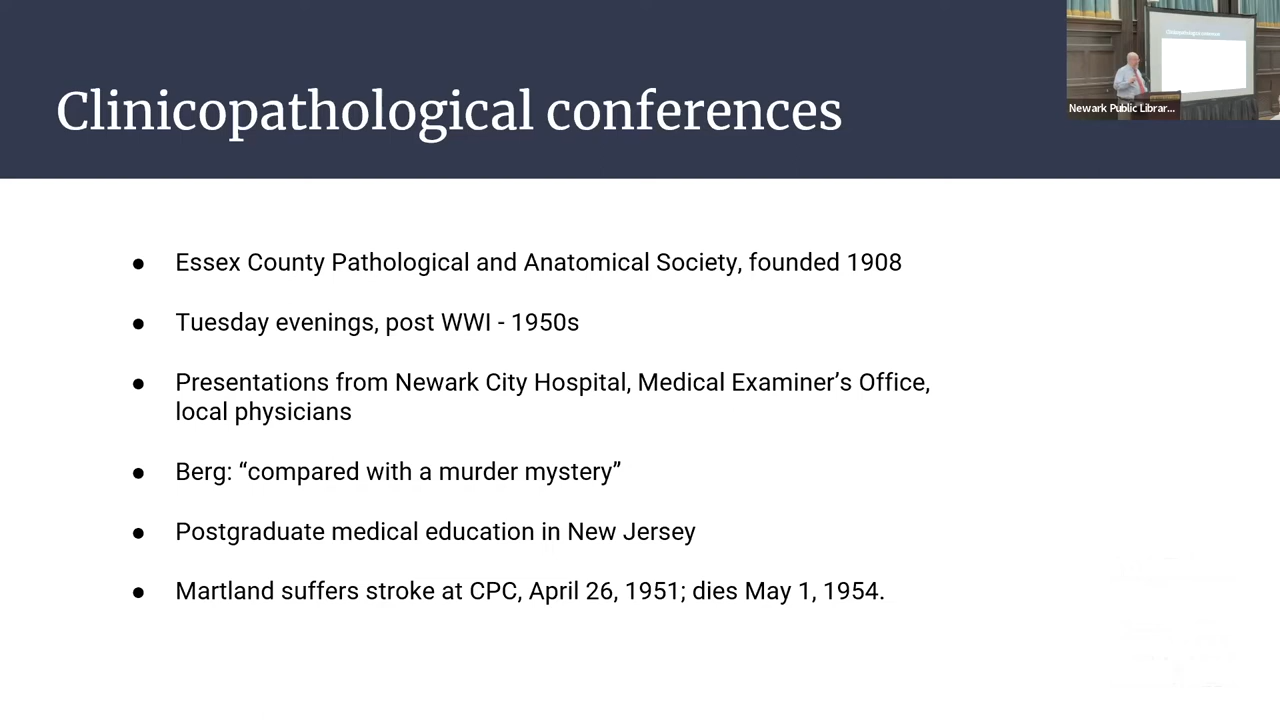 Clinicopathological conferences
Newark Public Librar...
● Essex County Pathological and Anatomical Society, founded 1908
● Tuesday evenings, post WWI - 1950s
● Presentations from Newark City Hospital, Medical Examiner’s Office,
local physicians
● Berg: “compared with a murder mystery”
● Postgraduate medical education in New Jersey
● Martland suffers stroke at CPC, April 26, 1951; dies May 1, 1954.